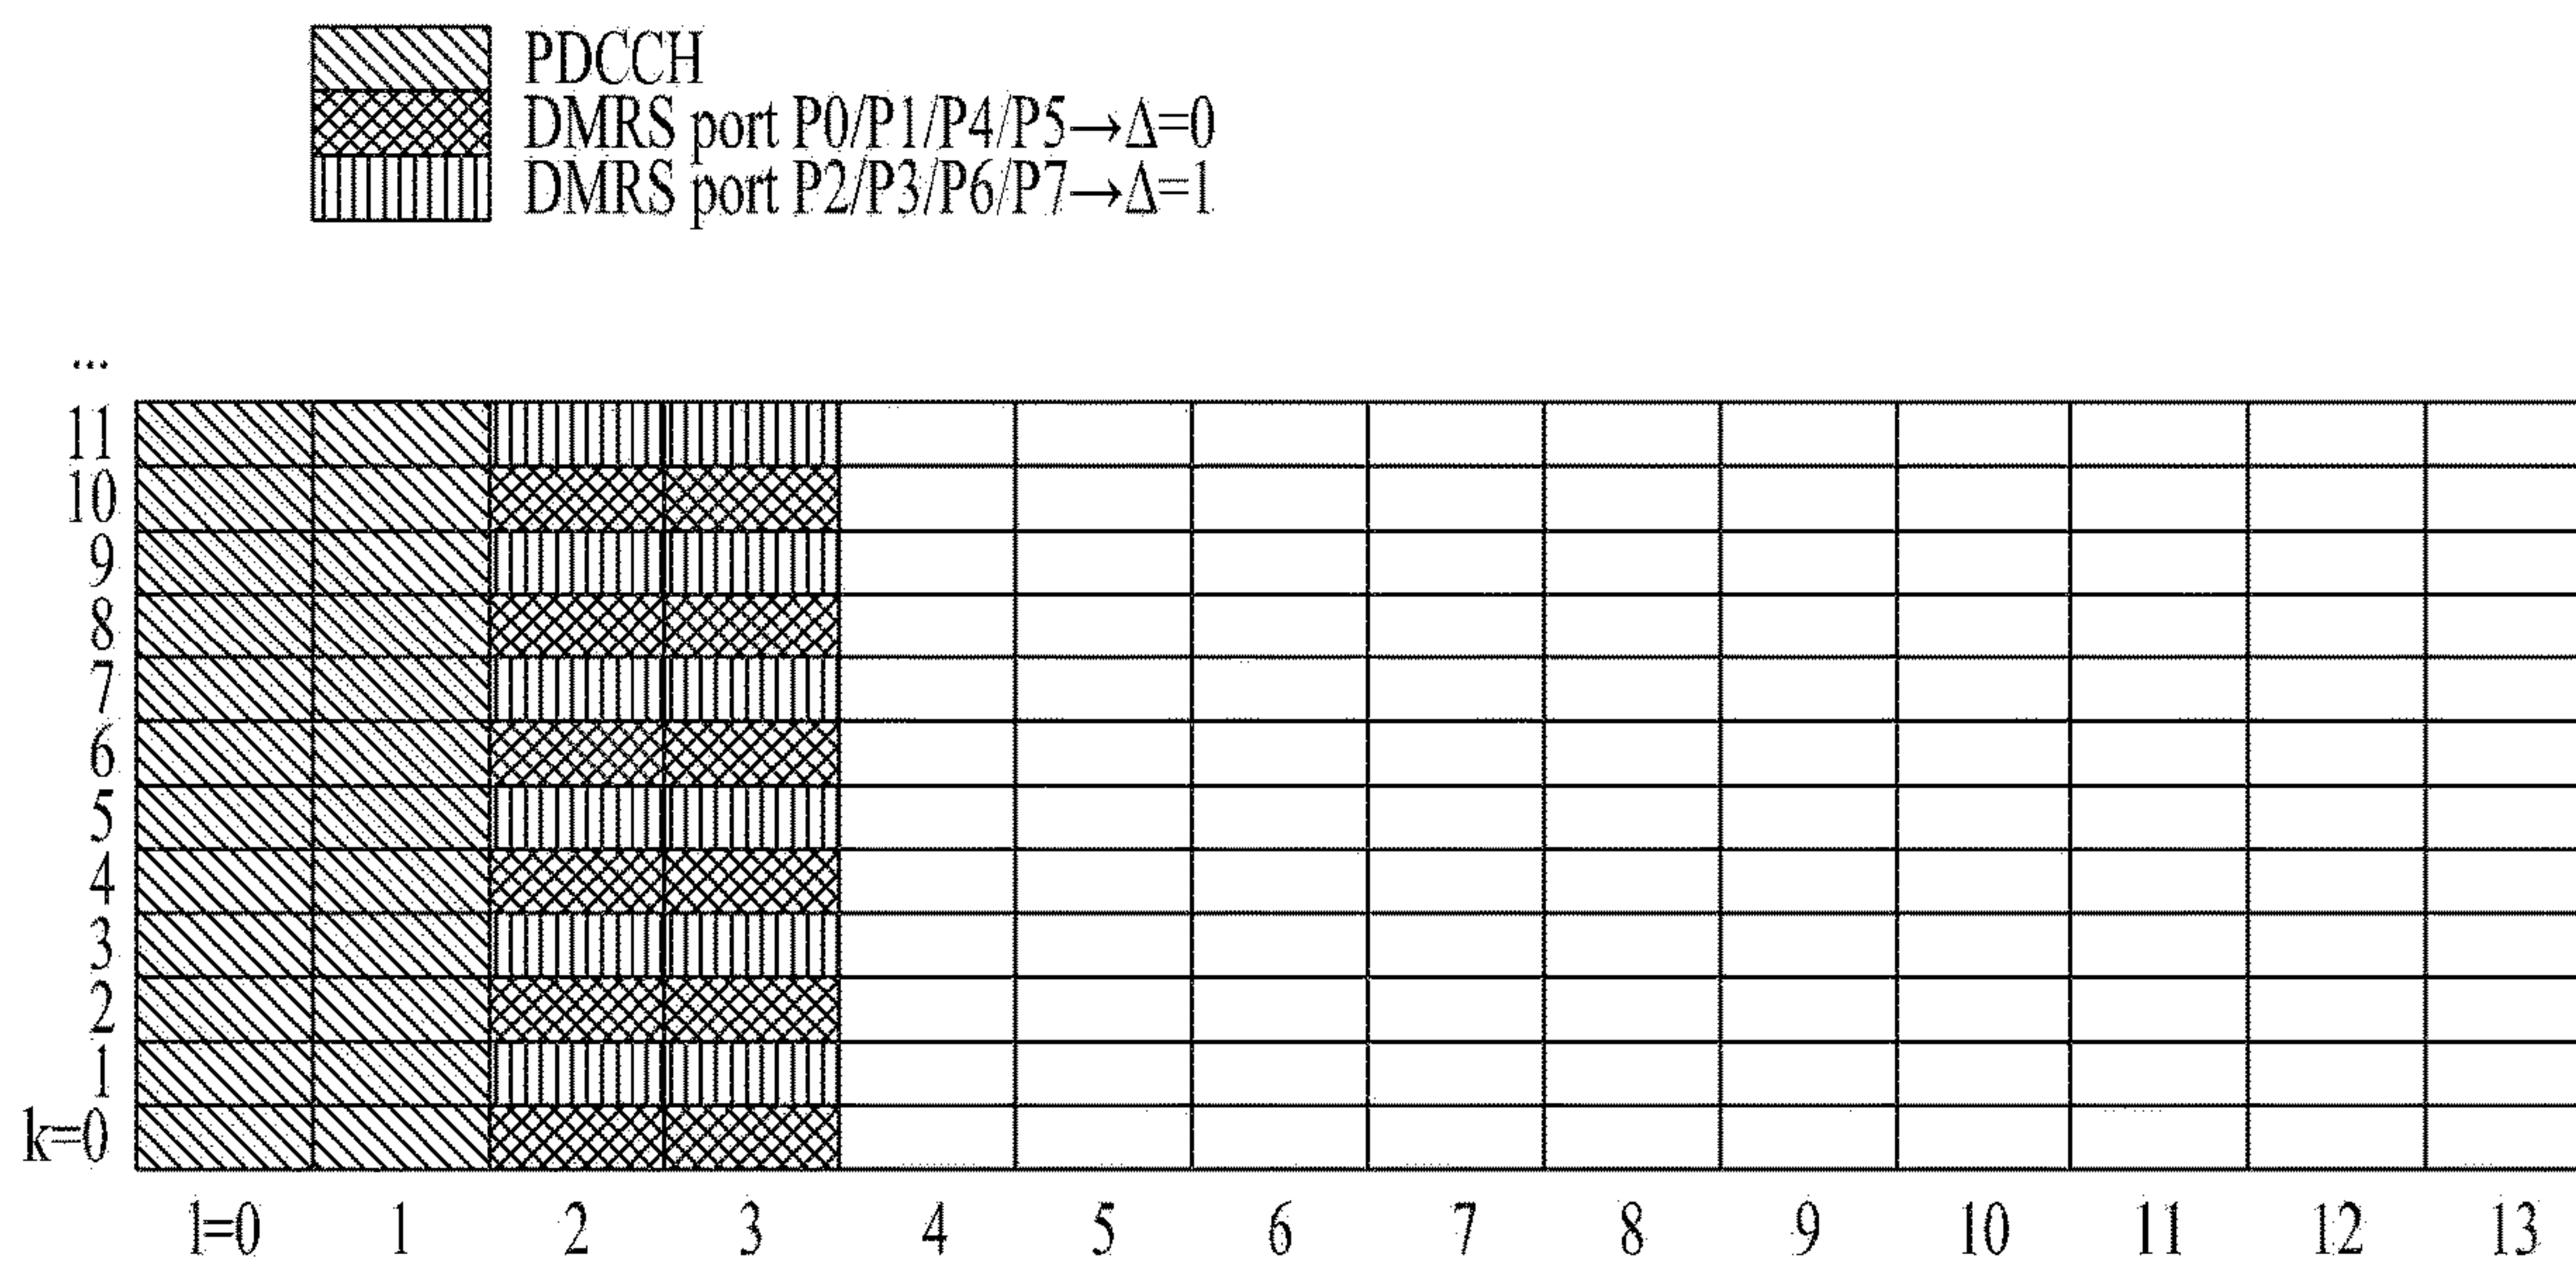 PDCCH
DMRS port P0/P1/P4/P5→Δ=0
DMRS port P2/P3/P6/P7→Δ=1
...
11
10
9
8
7
6
5
4
3
2
1
k=0
l=0 1 2 3 4 5 6 7 8 9 10 11 12 13